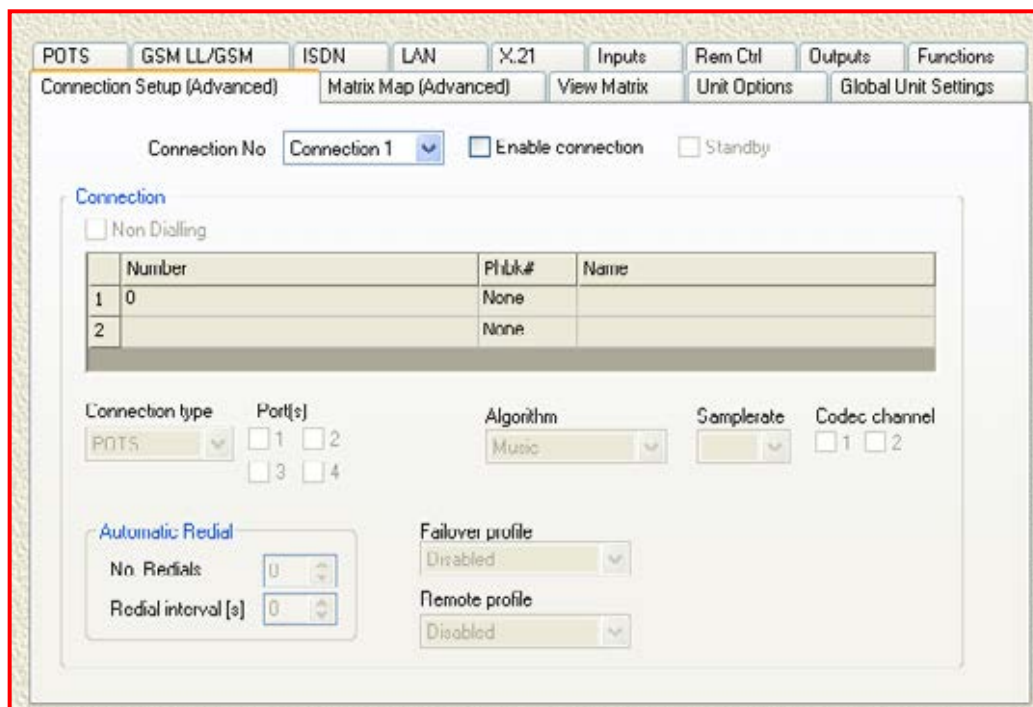 POTS GSM LL/GSM ISDN LAN X.21 Inputs Rem Ctrl Outputs Functions
Connection Setup (Advanced) Matrix Map (Advanced) View Matrix Unit Options Global Unit Settings
Connection No Connection 1 Enable connection Standby
Connection
Non Dialling
Number Phbk# Name
1 0 None
2 None
Connection type Port(s) Algorithm Samplerate Codec channel
POTS 1 2 Music 1 2
3 4
Automatic Redial Failover profile
No. Redials 0 Disabled
Redial interval [s] 0 Remote profile
Disabled